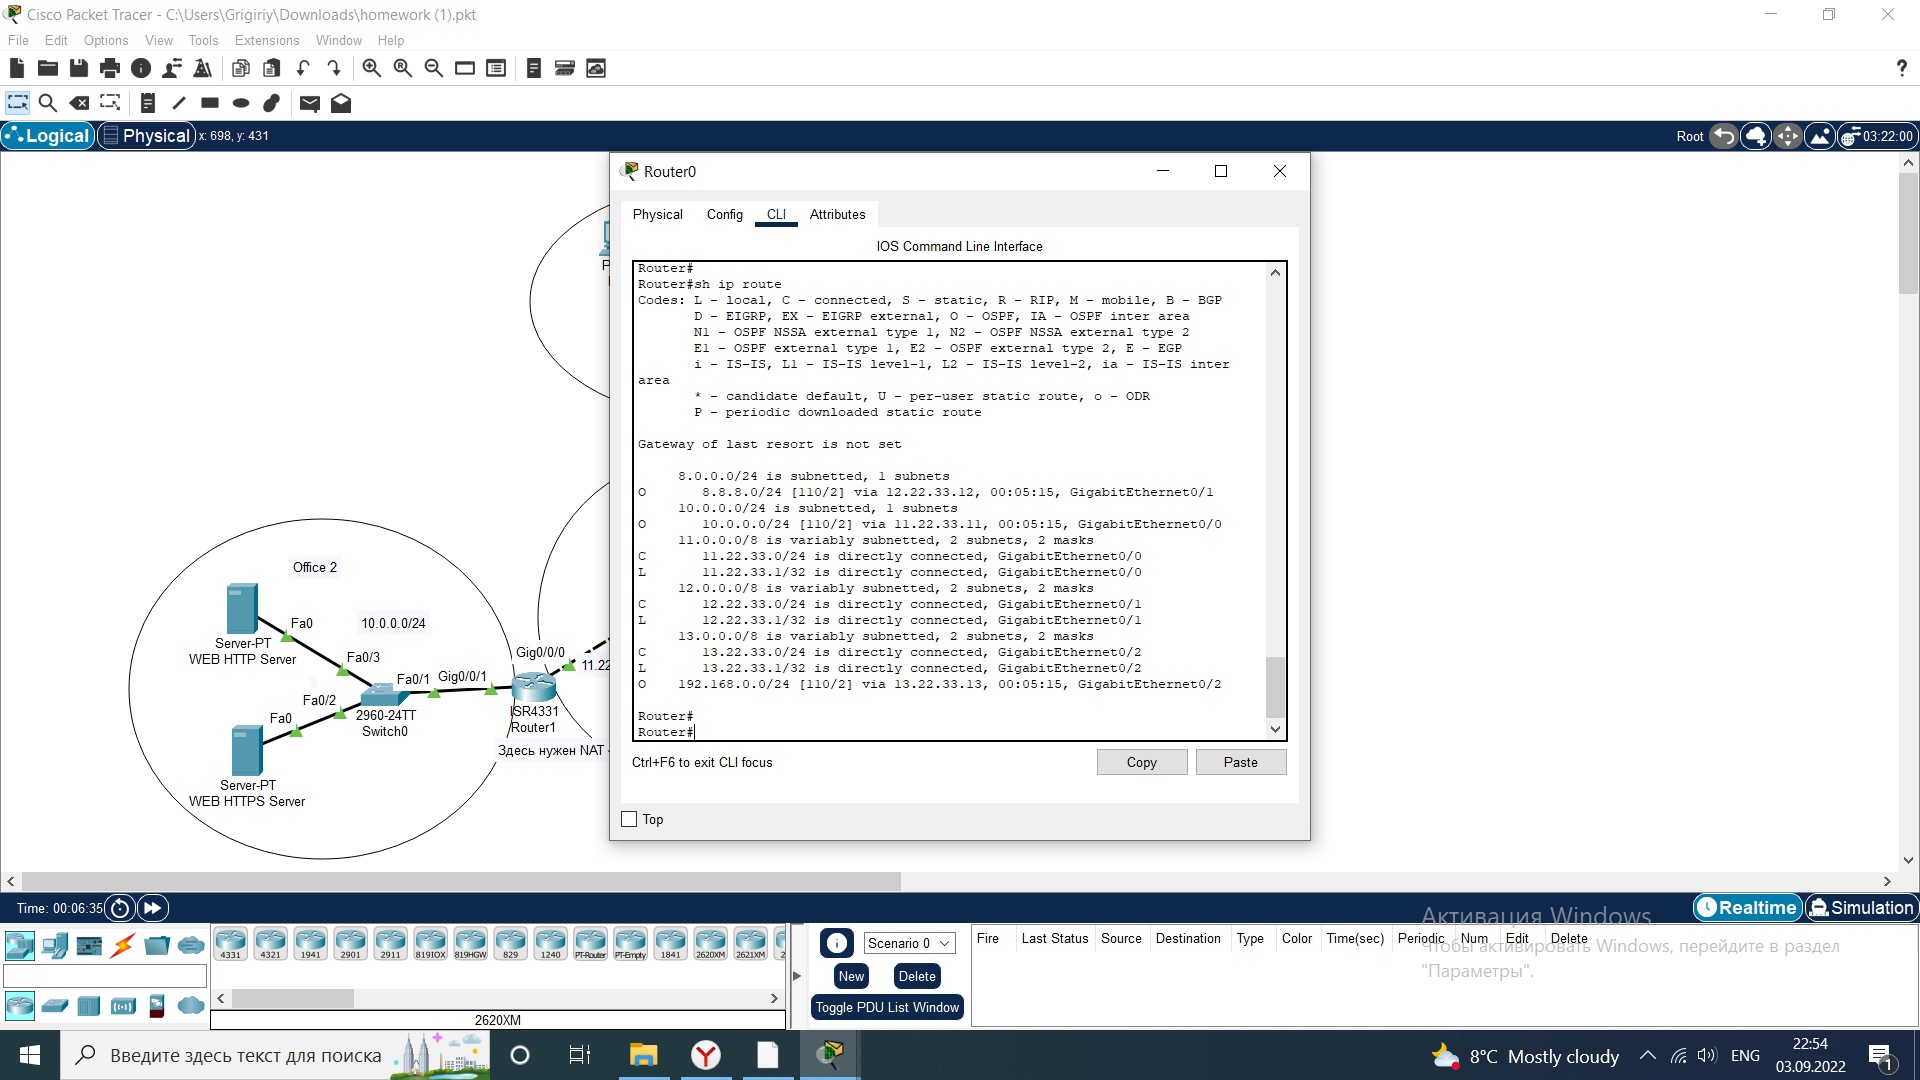 Cisco Packet Tracer - C:\Users\Grigiriy\Downloads\homework (1).pkt
File Edit Options View Tools Extensions Window Help
?
Logical Physical x: 698, y: 431 Root 03:22:00
Router0
Physical Config CLI Attributes
IOS Command Line Interface
Router#
Router#sh ip route
Codes: L - local, C - connected, S - static, R - RIP, M - mobile, B - BGP
D - EIGRP, EX - EIGRP external, O - OSPF, IA - OSPF inter area
N1 - OSPF NSSA external type 1, N2 - OSPF NSSA external type 2
E1 - OSPF external type 1, E2 - OSPF external type 2, E - EGP
i - IS-IS, L1 - IS-IS level-1, L2 - IS-IS level-2, ia - IS-IS inter
area
* - candidate default, U - per-user static route, o - ODR
P - periodic downloaded static route
Gateway of last resort is not set
8.0.0.0/24 is subnetted, 1 subnets
O 8.8.8.0/24 [110/2] via 12.22.33.12, 00:05:15, GigabitEthernet0/1
10.0.0.0/24 is subnetted, 1 subnets
O 10.0.0.0/24 [110/2] via 11.22.33.11, 00:05:15, GigabitEthernet0/0
11.0.0.0/8 is variably subnetted, 2 subnets, 2 masks
C 11.22.33.0/24 is directly connected, GigabitEthernet0/0
L 11.22.33.1/32 is directly connected, GigabitEthernet0/0
12.0.0.0/8 is variably subnetted, 2 subnets, 2 masks
C 12.22.33.0/24 is directly connected, GigabitEthernet0/1
L 12.22.33.1/32 is directly connected, GigabitEthernet0/1
13.0.0.0/8 is variably subnetted, 2 subnets, 2 masks
C 13.22.33.0/24 is directly connected, GigabitEthernet0/2
L 13.22.33.1/32 is directly connected, GigabitEthernet0/2
O 192.168.0.0/24 [110/2] via 13.22.33.13, 00:05:15, GigabitEthernet0/2
Router#
Router#
Ctrl+F6 to exit CLI focus
Copy Paste
Top
P
Office 2
10.0.0.0/24
Fa0
Server-PT
WEB HTTP Server
Fa0/3
Fa0/1 Gig0/0/1
Gig0/0/0
11.22
Fa0/2
2960-24TT
Switch0
ISR4331
Router1
Fa0
Здесь нужен NAT
Server-PT
WEB HTTPS Server
Time: 00:06:35
Realtime Simulation
4331 4321 1941 2901 2911 819IOX 819HGW 829 1240 PT-Router PT-Empty 1841 2620XM 2621XM 2
2620XM
Scenario 0
New Delete
Toggle PDU List Window
Fire Last Status Source Destination Type Color Time(sec) Periodic Num Edit Delete
Активация Windows
Чтобы активировать Windows, перейдите в раздел
"Параметры".
Введите здесь текст для поиска
8°C Mostly cloudy
ENG
22:54
03.09.2022
1